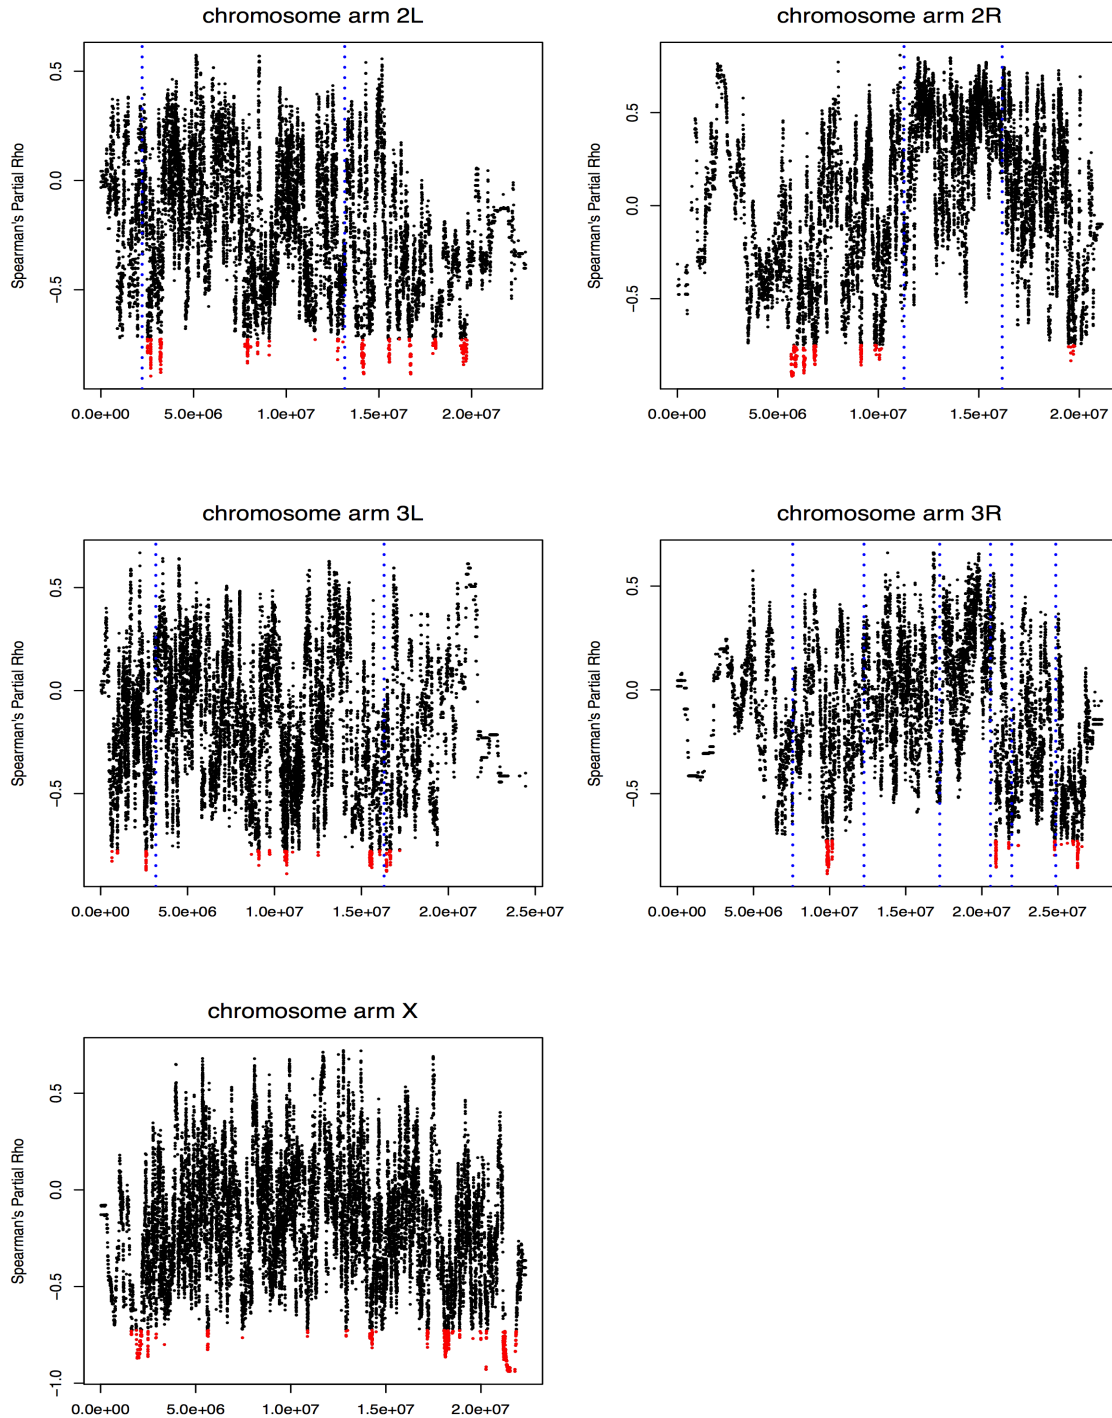 chromosome arm 2L
Spearman's Partial Rho
0.5
0.0
−0.5
0.0e+00 5.0e+06 1.0e+07 1.5e+07 2.0e+07
chromosome arm 2R
Spearman's Partial Rho
0.5
0.0
−0.5
0.0e+00 5.0e+06 1.0e+07 1.5e+07 2.0e+07
chromosome arm 3L
Spearman's Partial Rho
0.5
0.0
−0.5
0.0e+00 5.0e+06 1.0e+07 1.5e+07 2.0e+07 2.5e+07
chromosome arm 3R
Spearman's Partial Rho
0.5
0.0
−0.5
0.0e+00 5.0e+06 1.0e+07 1.5e+07 2.0e+07 2.5e+07
chromosome arm X
Spearman's Partial Rho
0.5
0.0
−0.5
−1.0
0.0e+00 5.0e+06 1.0e+07 1.5e+07 2.0e+07